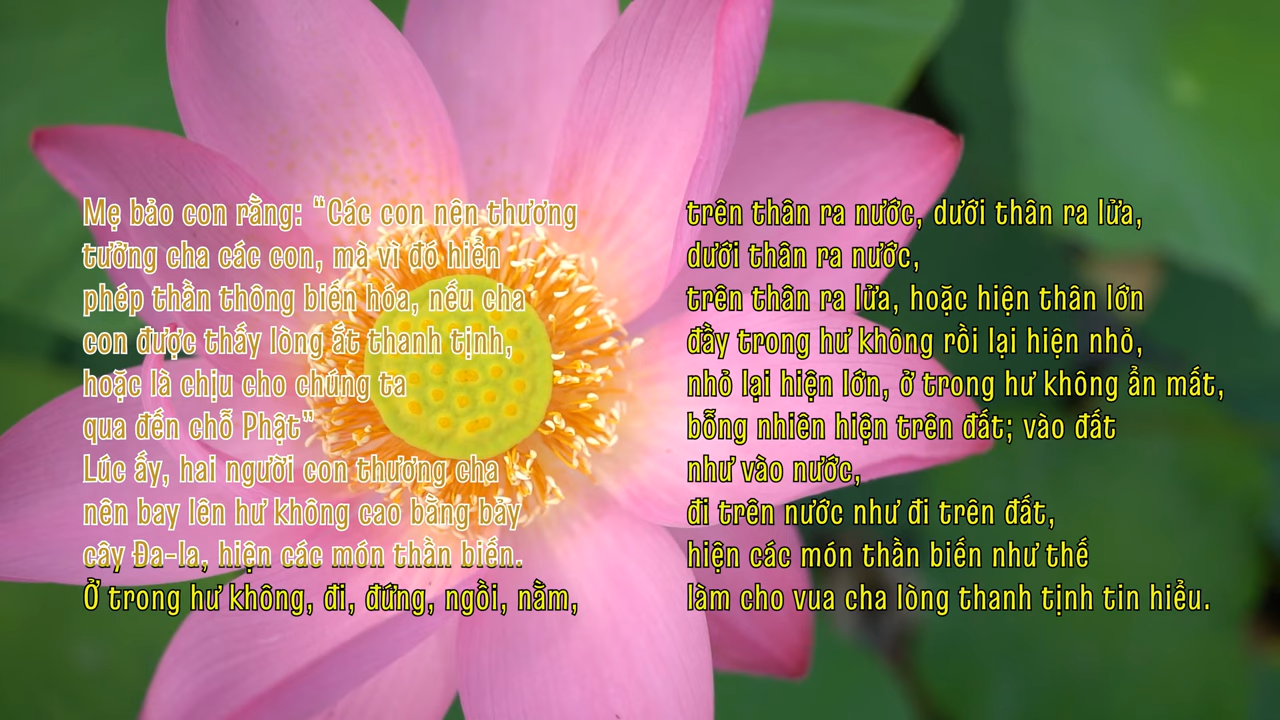 Mẹ bảo con rằng: “Các con nên thương
tưởng cha các con, mà vì đó hiển
phép thần thông biến hóa, nếu cha
con được thấy lòng ắt thanh tịnh,
hoặc là chịu cho chúng ta
qua đến chỗ Phật”
Lúc ấy, hai người con thương cha
nên bay lên hư không cao bằng bảy
cây Đa-la, hiện các món thần biến.
Ở trong hư không, đi, đứng, ngồi, nằm,
trên thân ra nước, dưới thân ra lửa,
dưới thân ra nước,
trên thân ra lửa, hoặc hiện thân lớn
đầy trong hư không rồi lại hiện nhỏ,
nhỏ lại hiện lớn, ở trong hư không ẩn mất,
bỗng nhiên hiện trên đất; vào đất
như vào nước,
đi trên nước như đi trên đất,
hiện các món thần biến như thế
làm cho vua cha lòng thanh tịnh tin hiểu.